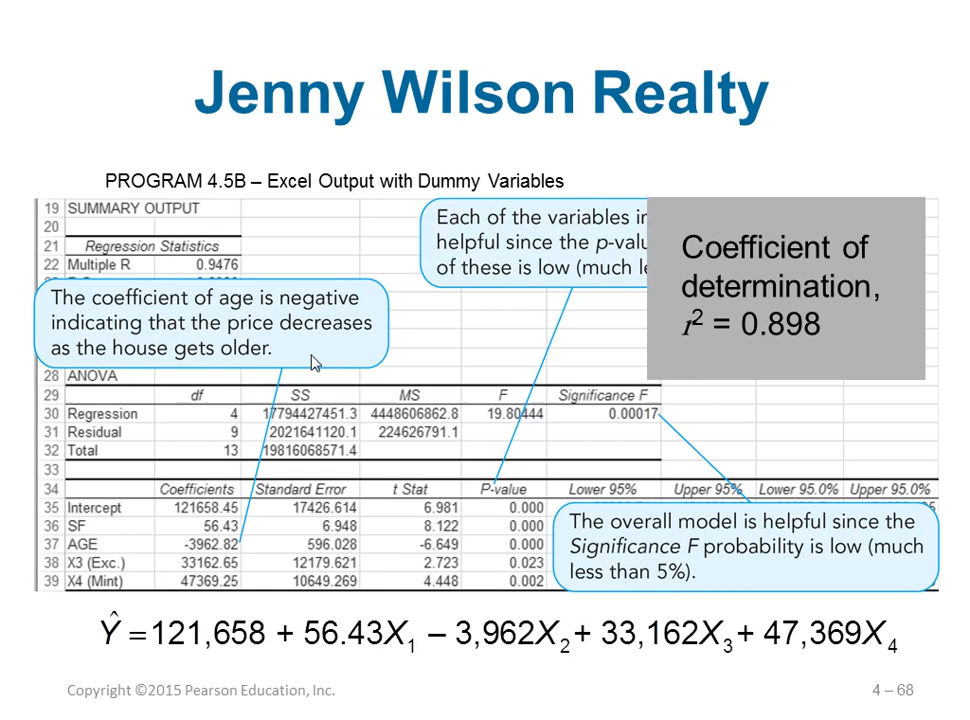 Jenny Wilson Realty
PROGRAM 4.5B – Excel Output with Dummy Variables
19 SUMMARY OUTPUT
20
21 Regression Statistics
22 Multiple R 0.9476
Each of the variables in
helpful since the p-valu
of these is low (much le
Coefficient of
determination,
r² = 0.898
The coefficient of age is negative
indicating that the price decreases
as the house gets older.
28 ANOVA
29 df SS MS F Significance F
30 Regression 4 17794427451.3 4448606862.8 19.80444 0.00017
31 Residual 9 2021641120.1 224626791.1
32 Total 13 19816068571.4
33
34 Coefficients Standard Error t Stat P-value Lower 95% Upper 95% Lower 95.0% Upper 95.0%
35 Intercept 121658.45 17426.614 6.981 0.000
36 SF 56.43 6.948 8.122 0.000
37 AGE -3962.82 596.028 -6.649 0.000
38 X3 (Exc.) 33162.65 12179.621 2.723 0.023
39 X4 (Mint) 47369.25 10649.269 4.448 0.002
The overall model is helpful since the
Significance F probability is low (much
less than 5%).
Ŷ = 121,658 + 56.43X₁ – 3,962X₂ + 33,162X₃ + 47,369X₄
Copyright ©2015 Pearson Education, Inc.
4 – 68